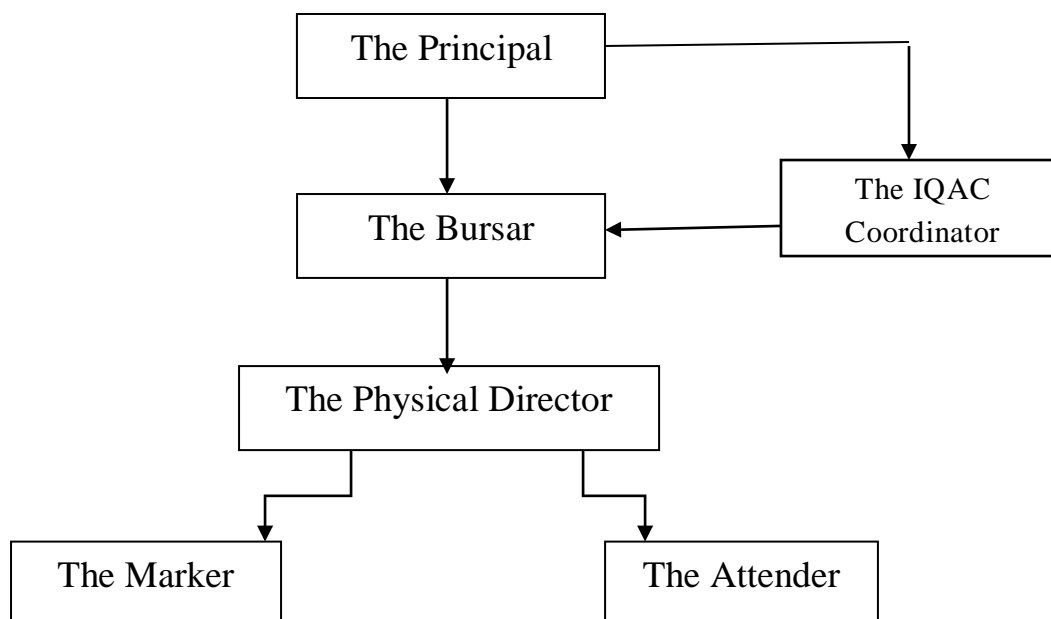 The Principal
The IQAC
Coordinator
The Bursar
The Physical Director
The Marker
The Attender